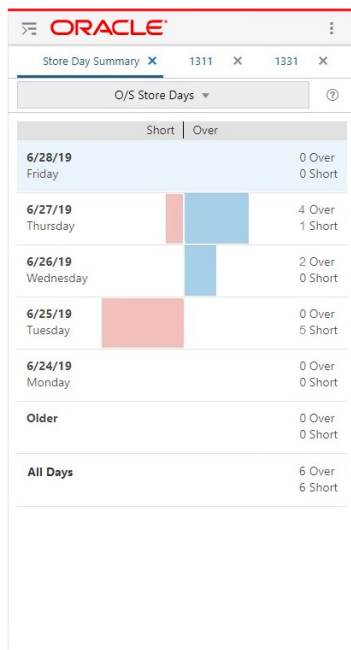 ORACLE
Store Day Summary ✕ 1311 ✕ 1331 ✕
O/S Store Days
Short Over
6/28/19 0 Over
Friday 0 Short
6/27/19 4 Over
Thursday 1 Short
6/26/19 2 Over
Wednesday 0 Short
6/25/19 0 Over
Tuesday 5 Short
6/24/19 0 Over
Monday 0 Short
Older 0 Over
0 Short
All Days 6 Over
6 Short